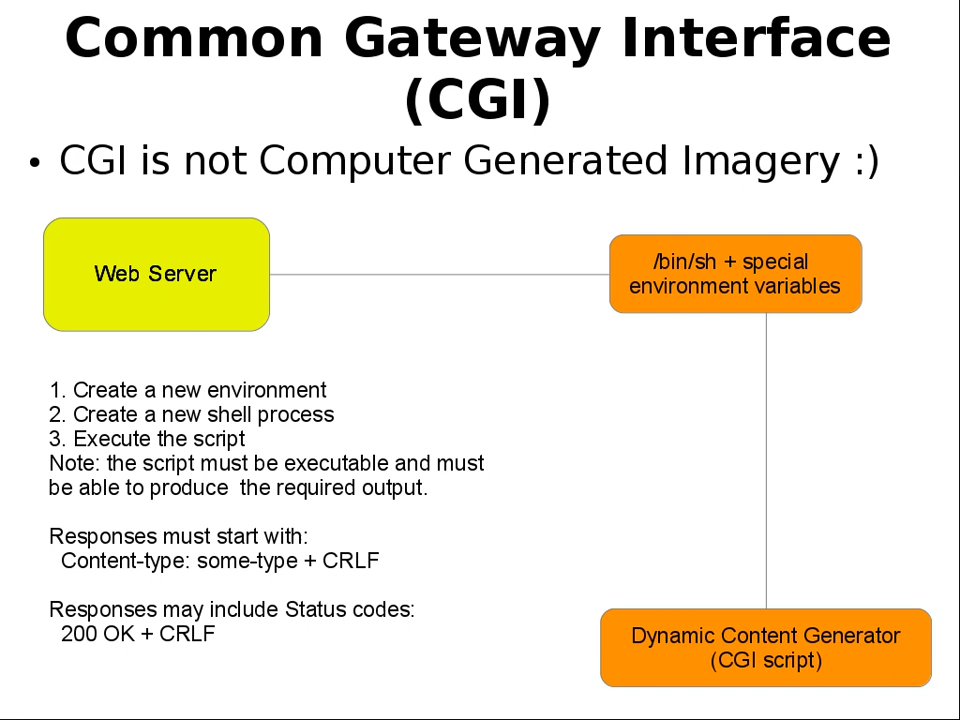 Common Gateway Interface
(CGI)
• CGI is not Computer Generated Imagery :)
Web Server
/bin/sh + special
environment variables
1. Create a new environment
2. Create a new shell process
3. Execute the script
Note: the script must be executable and must
be able to produce  the required output.
Responses must start with:
Content-type: some-type + CRLF
Responses may include Status codes:
200 OK + CRLF
Dynamic Content Generator
(CGI script)